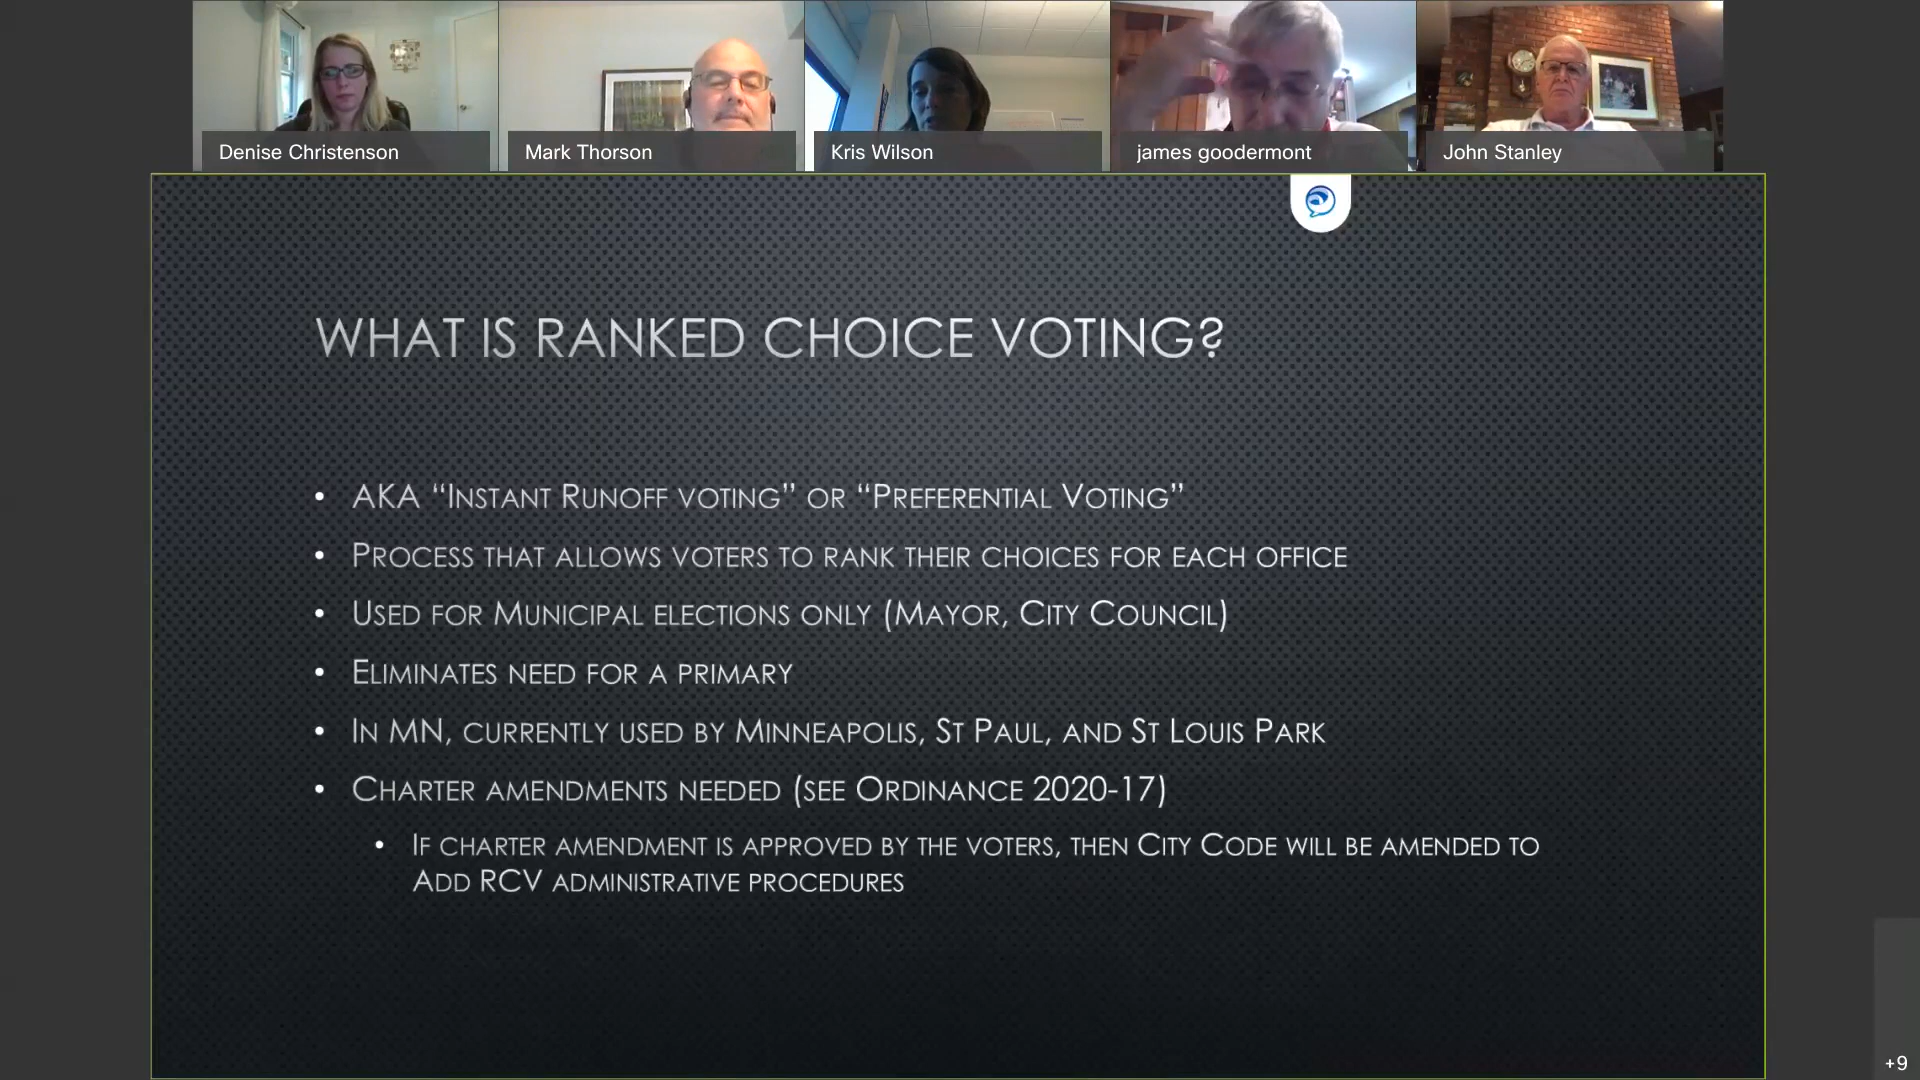 Denise Christenson
Mark Thorson
Kris Wilson
james goodermont
John Stanley
WHAT IS RANKED CHOICE VOTING?
• AKA “INSTANT RUNOFF VOTING” OR “PREFERENTIAL VOTING”
• PROCESS THAT ALLOWS VOTERS TO RANK THEIR CHOICES FOR EACH OFFICE
• USED FOR MUNICIPAL ELECTIONS ONLY (MAYOR, CITY COUNCIL)
• ELIMINATES NEED FOR A PRIMARY
• IN MN, CURRENTLY USED BY MINNEAPOLIS, ST PAUL, AND ST LOUIS PARK
• CHARTER AMENDMENTS NEEDED (SEE ORDINANCE 2020-17)
• IF CHARTER AMENDMENT IS APPROVED BY THE VOTERS, THEN CITY CODE WILL BE AMENDED TO
ADD RCV ADMINISTRATIVE PROCEDURES
+9